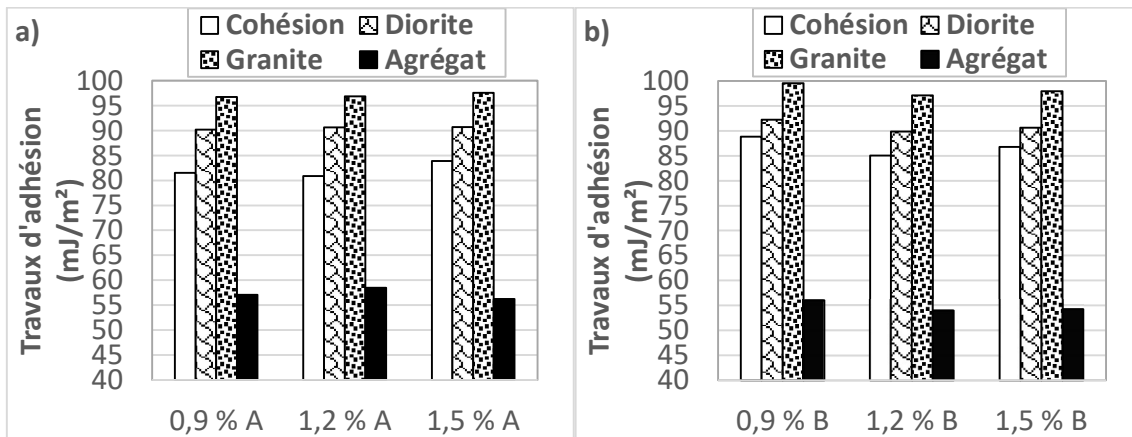 a)
Cohésion Diorite
Granite Agrégat
Travaux d'adhésion
(mJ/m²)
100
95
90
85
80
75
70
65
60
55
50
45
40
0,9 % A 1,2 % A 1,5 % A
b)
Cohésion Diorite
Granite Agrégat
Travaux d'adhésion
(mJ/m²)
100
95
90
85
80
75
70
65
60
55
50
45
40
0,9 % B 1,2 % B 1,5 % B